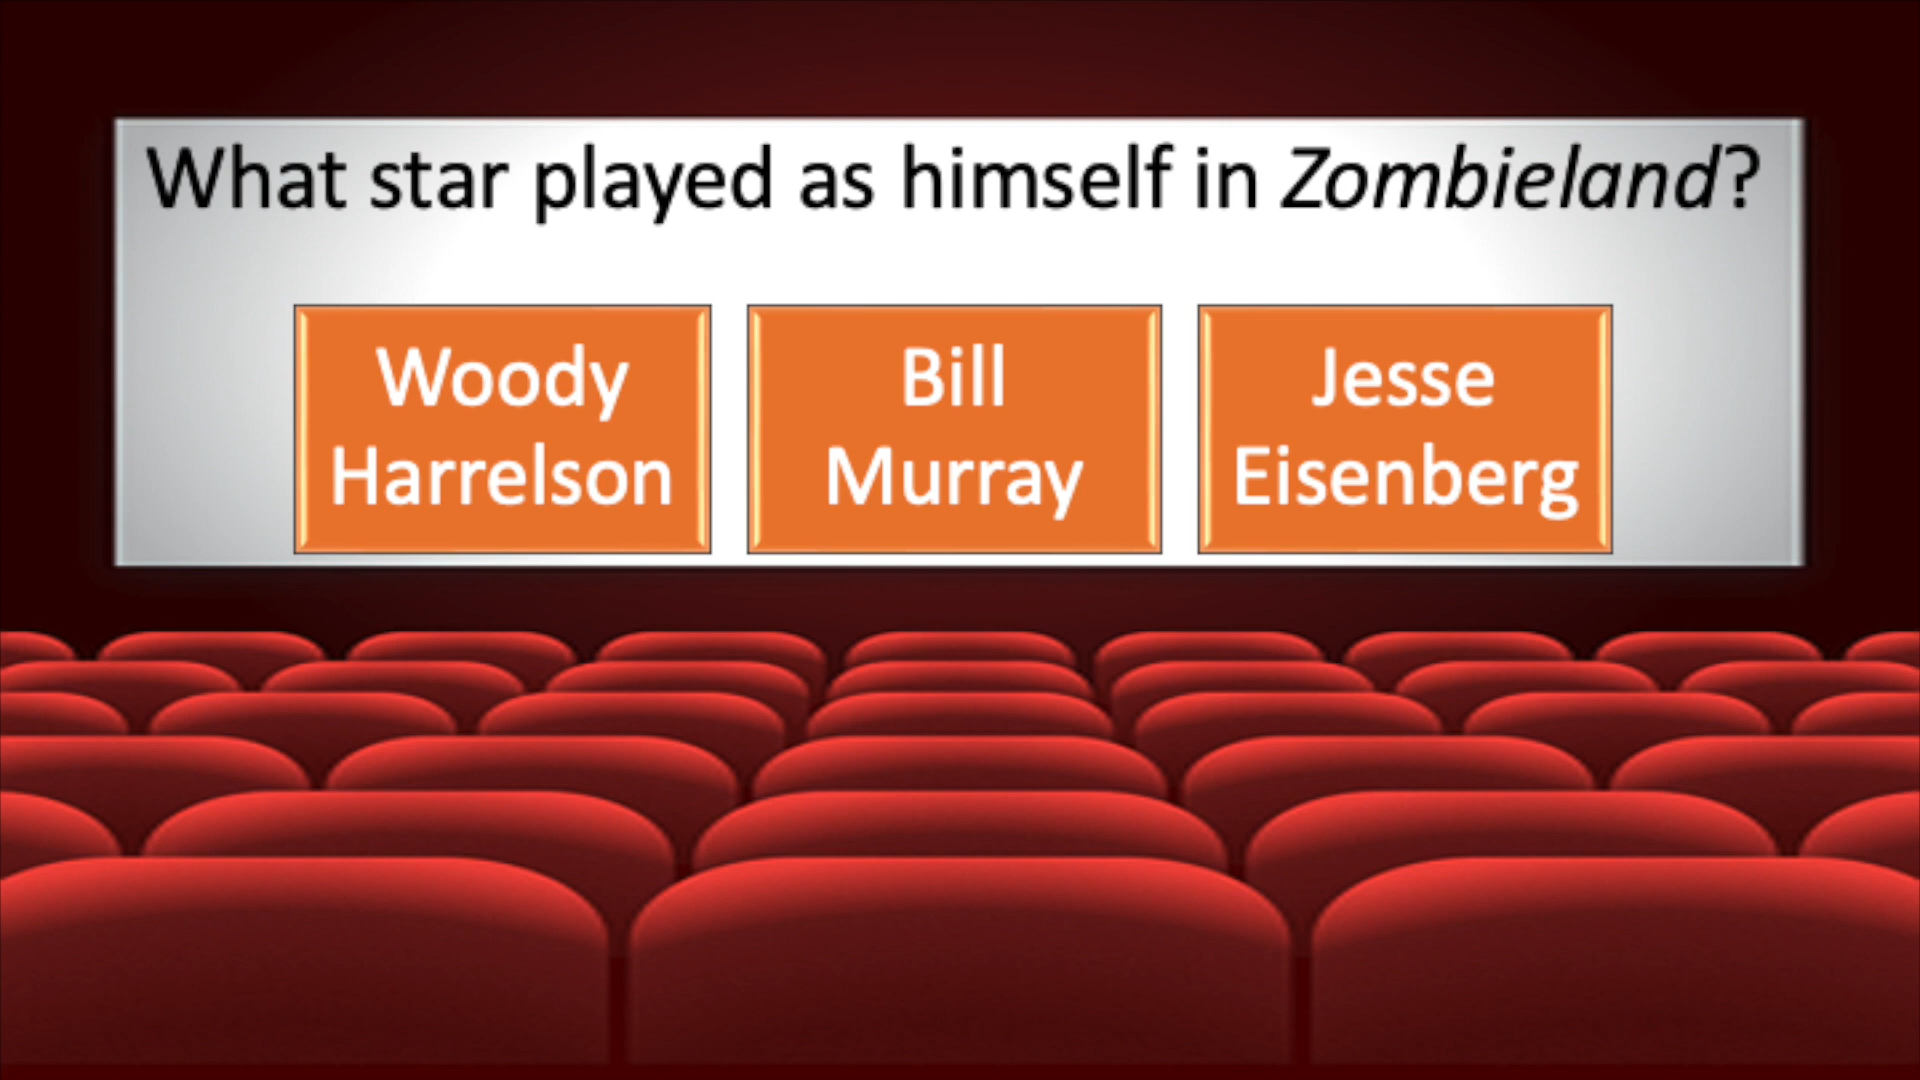 What star played as himself in Zombieland?
Woody
Harrelson
Bill
Murray
Jesse
Eisenberg